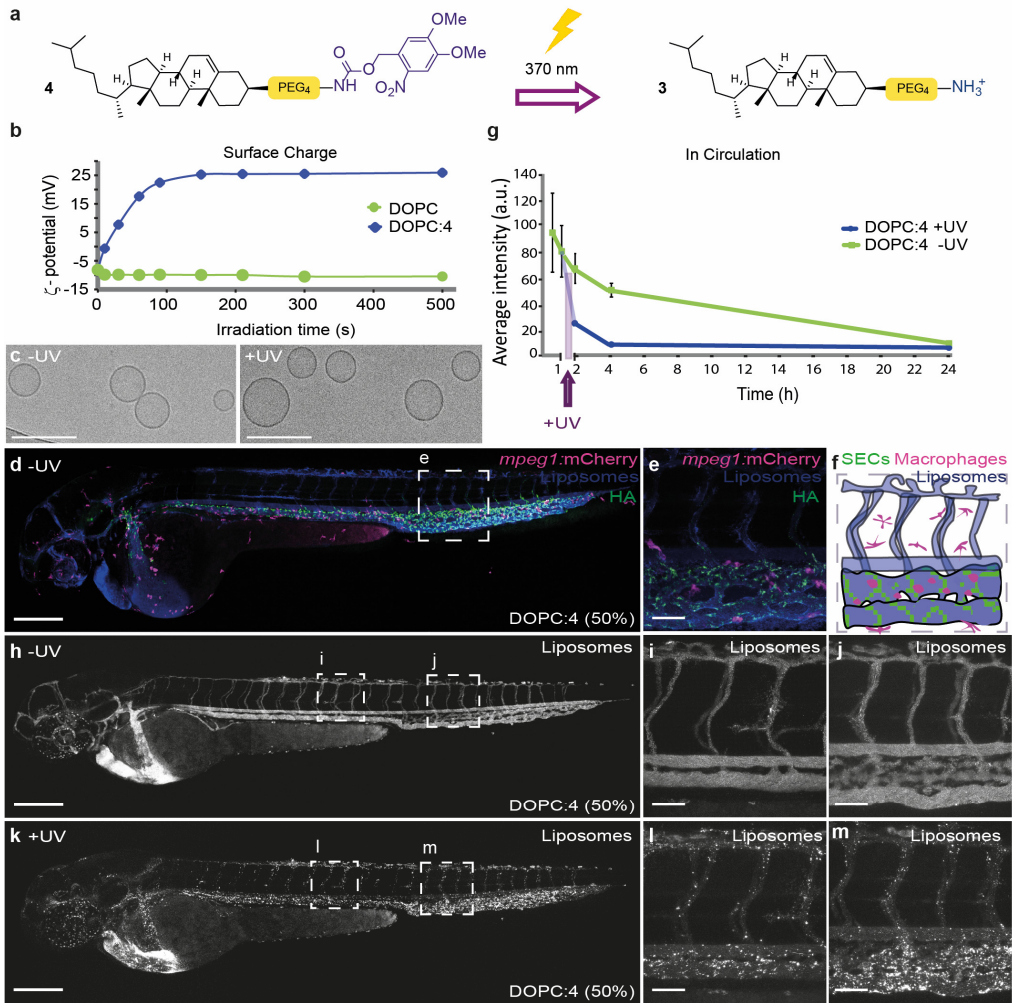 a
4
H
H
H
H
PEG4
NH
O
O
O2N
OMe
OMe
370 nm
3
H
H
H
H
PEG4
NH3+
b
Surface Charge
ζ- potential (mV)
25
15
5
-5
-15
0
100
200
300
400
500
Irradiation time (s)
DOPC
DOPC:4
g
In Circulation
Average intensity (a.u.)
140
120
100
80
60
40
20
0
1 2 4 6 8 10 12 14 16 18 20 22 24
Time (h)
+UV
DOPC:4 +UV
DOPC:4 -UV
c -UV
+UV
d -UV
e
mpeg1:mCherry
Liposomes
HA
DOPC:4 (50%)
e
mpeg1:mCherry
Liposomes
HA
f SECs Macrophages
Liposomes
h -UV
Liposomes
i
j
DOPC:4 (50%)
i Liposomes
j Liposomes
k +UV
Liposomes
l
m
DOPC:4 (50%)
l Liposomes
m Liposomes